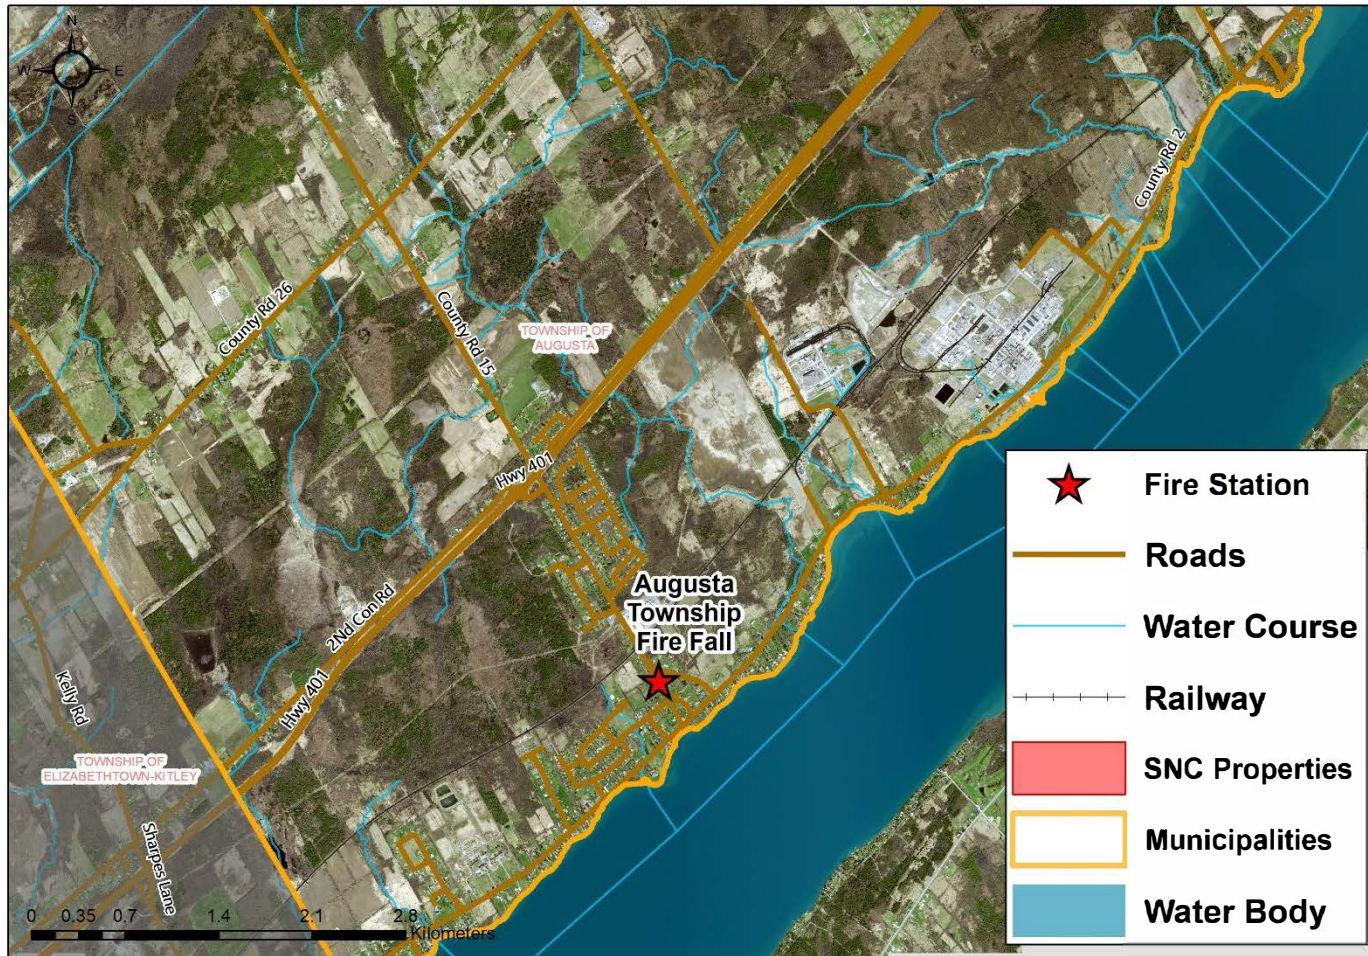 N
W
E
S
County Rd 2
County Rd 26
County Rd 15
TOWNSHIP OF
AUGUSTA
Hwy 401
2Nd Con Rd
Hwy 401
Augusta
Township
Fire Fall
Kelly Rd
TOWNSHIP OF
ELIZABETHTOWN-KITLEY
Sharpes Lane
0 0.35 0.7 1.4 2.1 2.8
Kilometers
Fire Station
Roads
Water Course
Railway
SNC Properties
Municipalities
Water Body